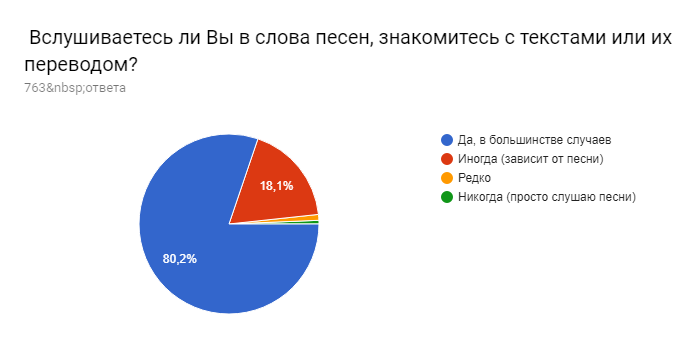 Вслушиваетесь ли Вы в слова песен, знакомитесь с текстами или их
переводом?
763&nbsp;ответа
Да, в большинстве случаев
Иногда (зависит от песни)
Редко
Никогда (просто слушаю песни)
18,1%
80,2%